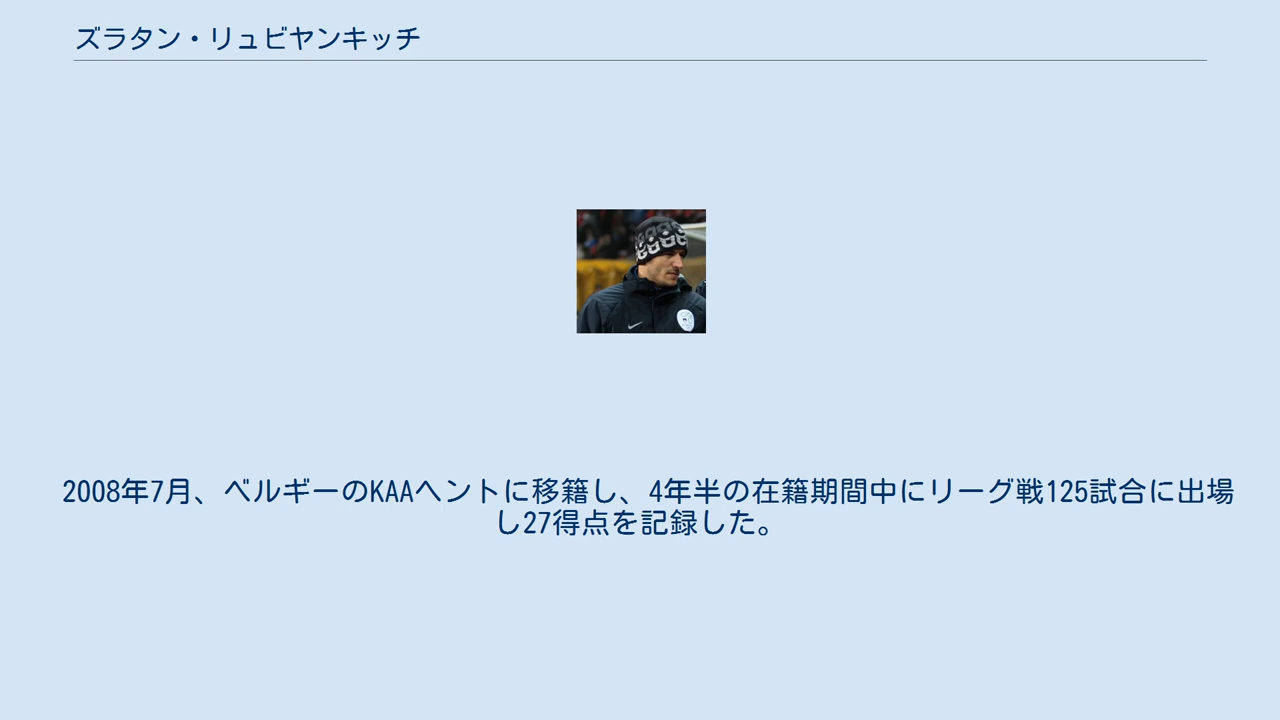 ズラタン・リュビヤンキッチ
2008年7月、ベルギーのKAAヘントに移籍し、4年半の在籍期間中にリーグ戦125試合に出場
し27得点を記録した。